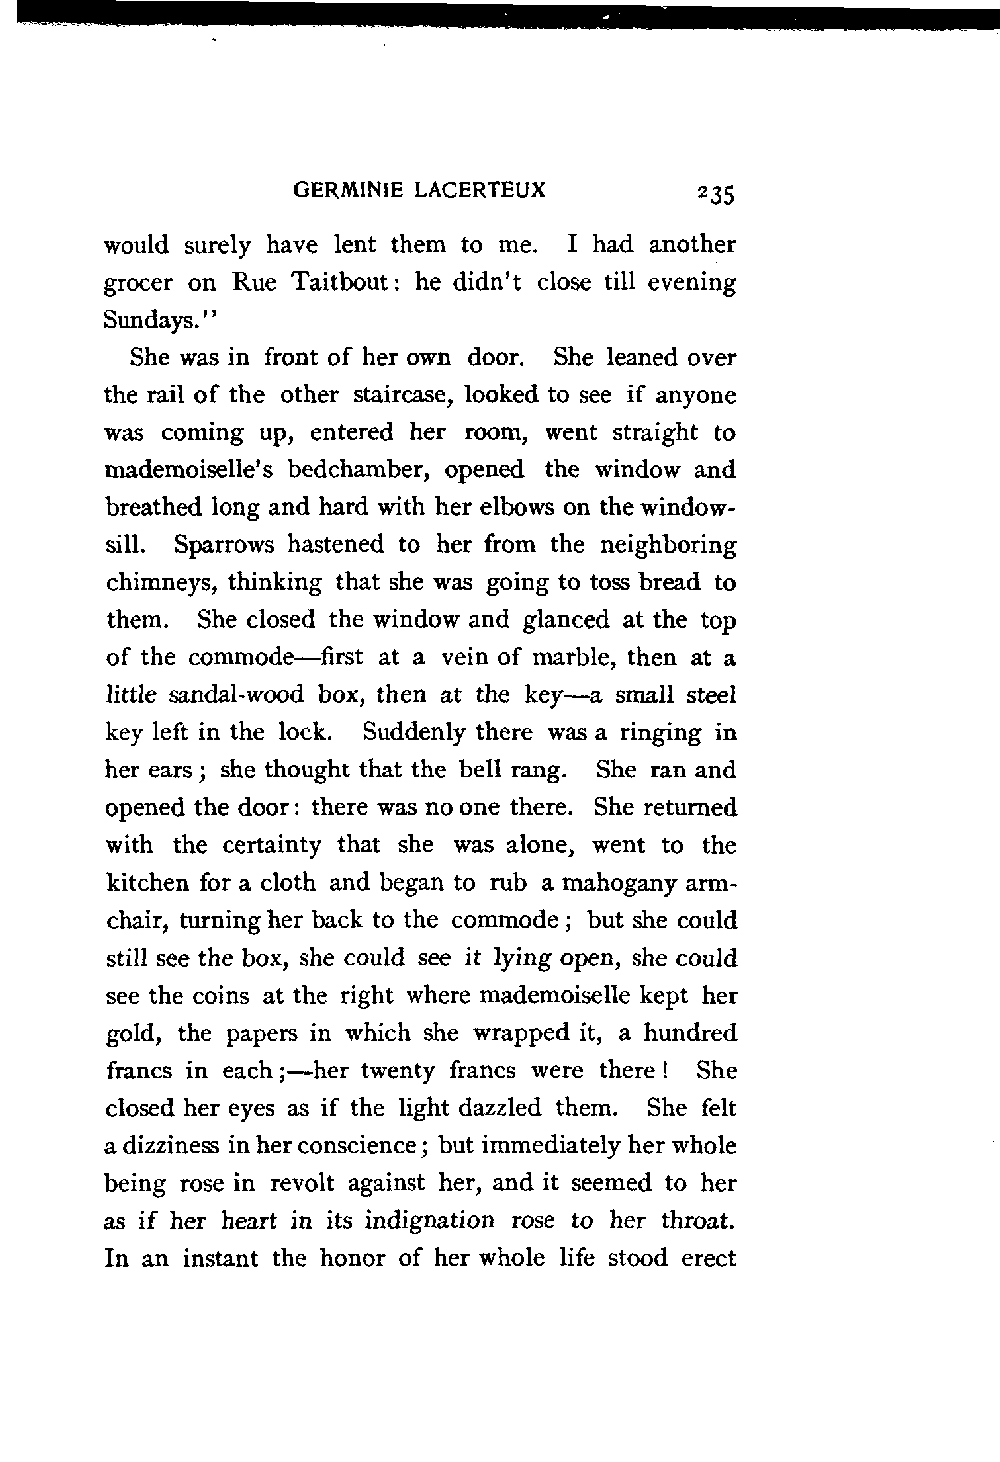 GERMINIE LACERTEUX 235
would surely have lent them to me. I had another
grocer on Rue Taitbout: he didn't close till evening
Sundays."
She was in front of her own door. She leaned over
the rail of the other staircase, looked to see if anyone
was coming up, entered her room, went straight to
mademoiselle's bedchamber, opened the window and
breathed long and hard with her elbows on the window-
sill. Sparrows hastened to her from the neighboring
chimneys, thinking that she was going to toss bread to
them. She closed the window and glanced at the top
of the commode—first at a vein of marble, then at a
little sandal-wood box, then at the key—a small steel
key left in the lock. Suddenly there was a ringing in
her ears; she thought that the bell rang. She ran and
opened the door: there was no one there. She returned
with the certainty that she was alone, went to the
kitchen for a cloth and began to rub a mahogany arm-
chair, turning her back to the commode; but she could
still see the box, she could see it lying open, she could
see the coins at the right where mademoiselle kept her
gold, the papers in which she wrapped it, a hundred
francs in each;—her twenty francs were there! She
closed her eyes as if the light dazzled them. She felt
a dizziness in her conscience; but immediately her whole
being rose in revolt against her, and it seemed to her
as if her heart in its indignation rose to her throat.
In an instant the honor of her whole life stood erect